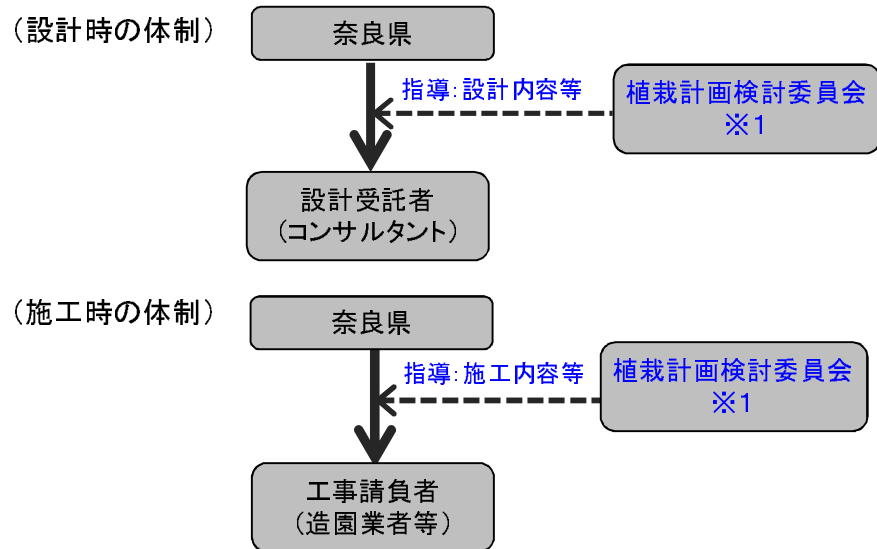 (設計時の体制)
奈良県
指導:設計内容等
植栽計画検討委員会
※1
設計受託者
(コンサルタント)
(施工時の体制)
奈良県
指導:施工内容等
植栽計画検討委員会
※1
工事請負者
(造園業者等)